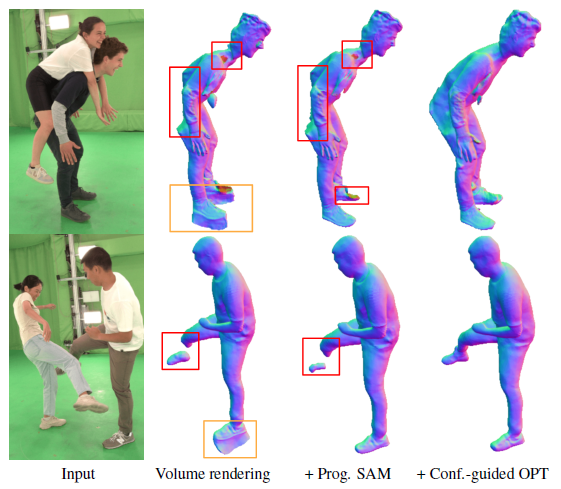 Input
Volume rendering
+ Prog. SAM
+ Conf.-guided OPT